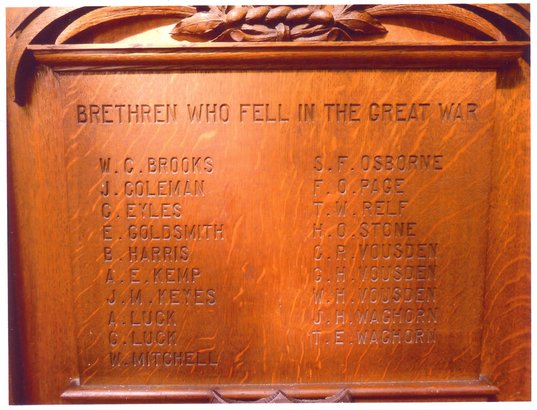 BRETHREN WHO FELL IN THE GREAT WAR
W. C. BROOKS
J. COLEMAN
C. EYLES
E. GOLDSMITH
B. HARRIS
A. E. KEMP
J. M. KEYES
A. LUCK
G. LUCK
W. MITCHELL
S. F. OSBORNE
F. O. PAGE
T. W. RELF
H. O. STONE
C. R. VOUSDEN
G. H. VOUSDEN
W. H. VOUSDEN
J. H. WAGHORN
T. E. WAGHORN